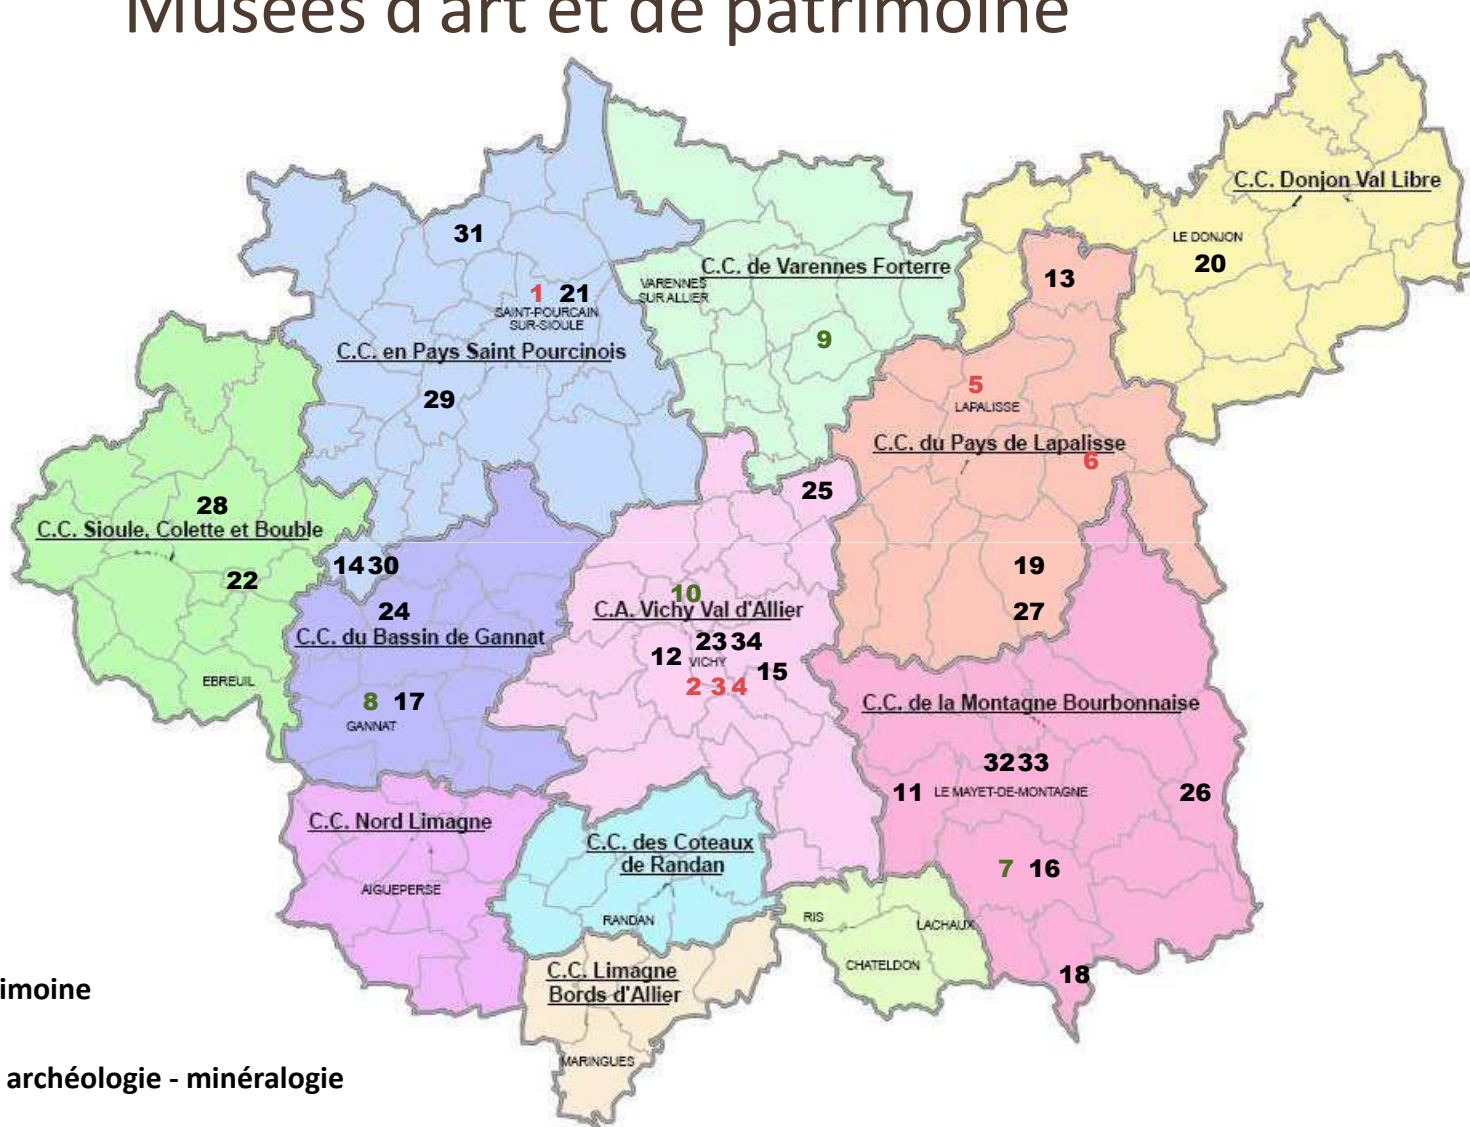 Musées d'art et de patrimoine
C.C. Donjon Val Libre
31
LE DONJON
20
C.C. de Varennes Forterre
13
VARENNES
SUR ALLIER
1 21
SAINT-POURCAIN
SUR-SIOULE
9
C.C. en Pays Saint Pourcinois
5
29
LAPALISSE
C.C. du Pays de Lapalisse
6
25
28
C.C. Sioule, Colette et Bouble
14 30
19
22
10
24
C.A. Vichy Val d'Allier
27
C.C. du Bassin de Gannat
23 34
12
VICHY
15
EBREUIL
2 3 4
8 17
C.C. de la Montagne Bourbonnaise
GANNAT
32 33
11
LE MAYET-DE-MONTAGNE
26
C.C. Nord Limagne
C.C. des Coteaux
de Randan
7 16
AIGUEPERSE
RANDAN
RIS
LACHAUX
CHATELDON
C.C. Limagne
Bords d'Allier
18
imoine
MARINGUES
archéologie - minéralogie